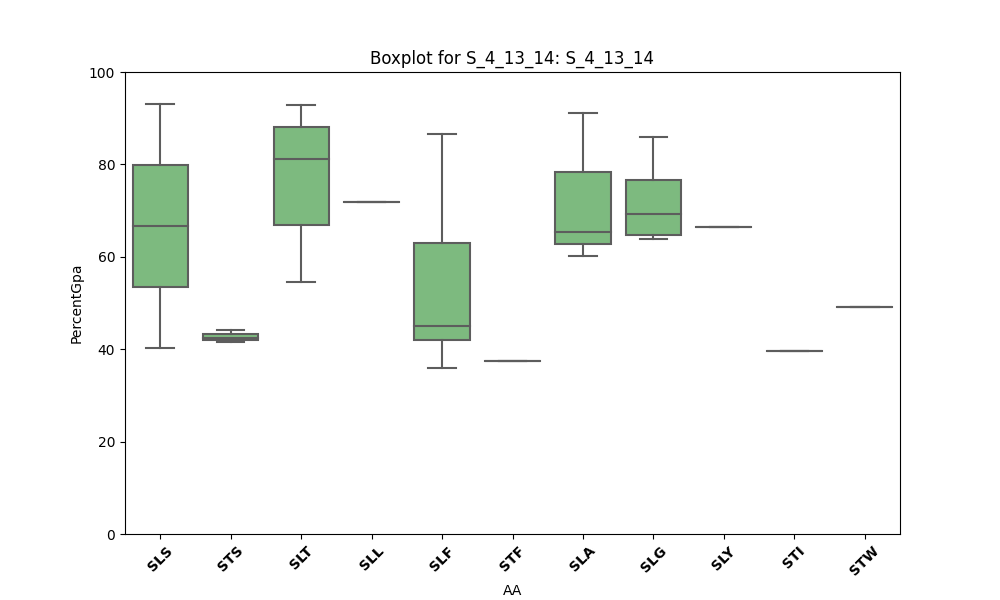 Boxplot for S_4_13_14: S_4_13_14
100
80
60
40
20
0
PercentGpa
SLS
STS
SLT
SLL
SLF
STF
SLA
SLG
SLY
STI
STW
AA